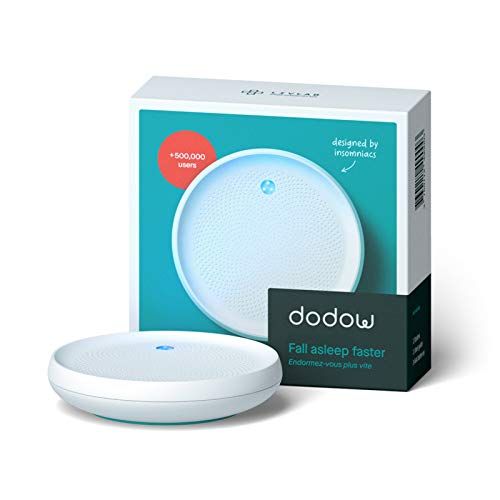 LIVLAB
+500,000
users
designed by
insomniacs
dodow
Fall asleep faster
Endormez-vous plus vite